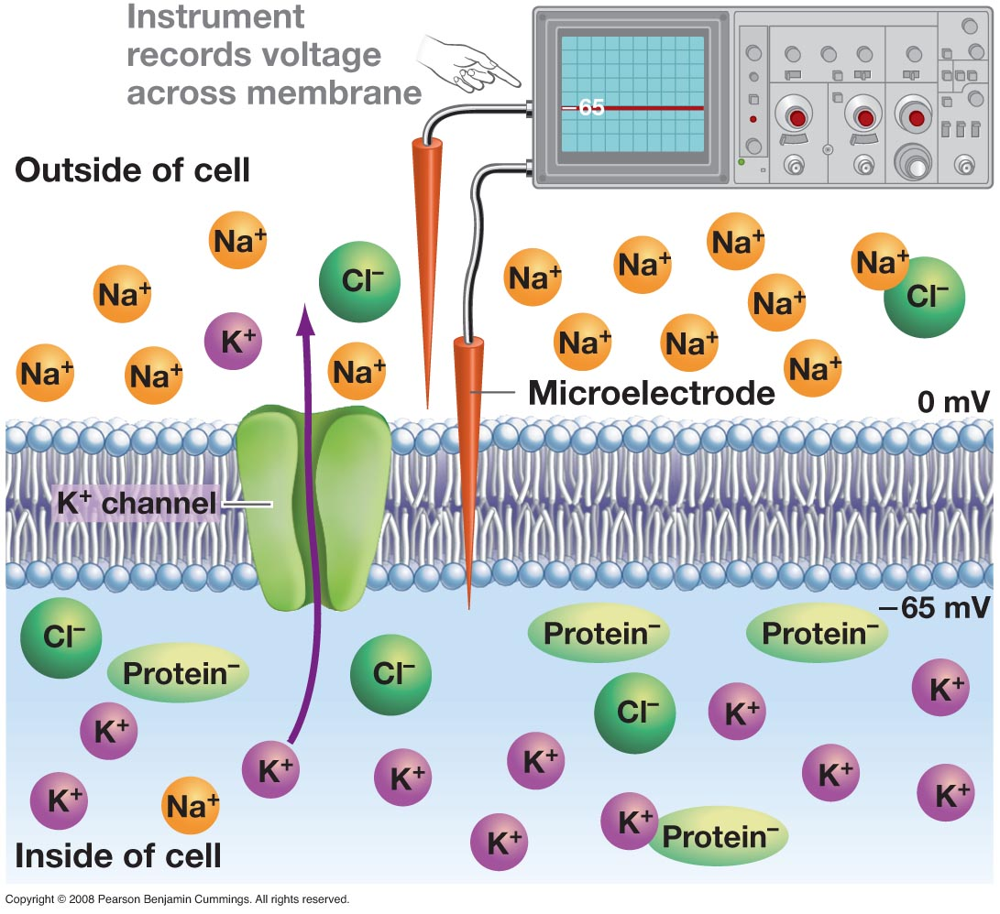 Instrument
records voltage
across membrane
–65
Outside of cell
Na⁺
Cl⁻
Na⁺
K⁺
Na⁺
Na⁺
Na⁺
Na⁺
Na⁺
Na⁺
Na⁺
Na⁺
Na⁺
Na⁺
Na⁺
Cl⁻
Microelectrode
0 mV
K⁺ channel
–65 mV
Cl⁻
Protein⁻
Cl⁻
Protein⁻
Protein⁻
K⁺
Cl⁻
K⁺
K⁺
K⁺
K⁺
K⁺
K⁺
K⁺
K⁺
Na⁺
K⁺
K⁺
Protein⁻
Inside of cell
Copyright © 2008 Pearson Benjamin Cummings. All rights reserved.